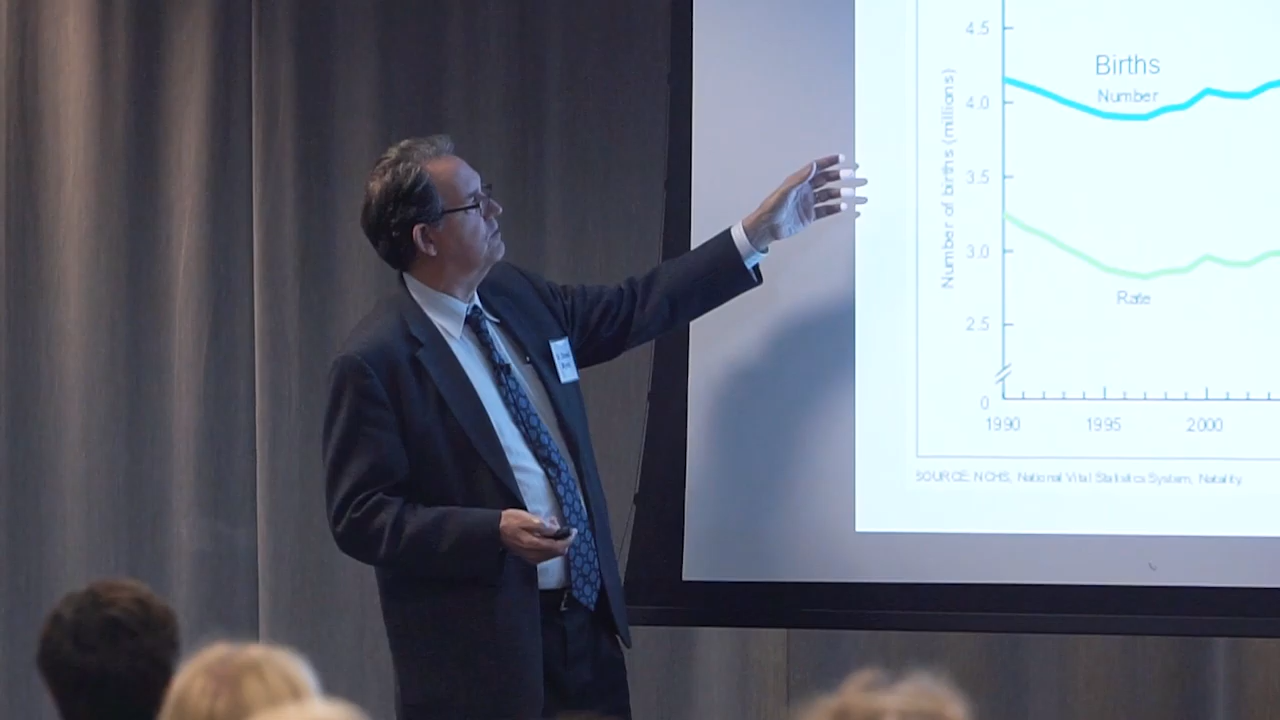 4.5
Births
Number
4.0
3.5
Number of births (millions)
3.0
Rate
2.5
0
1990
1995
2000
SOURCE: NCHS, National Vital Statistics System, Natality.